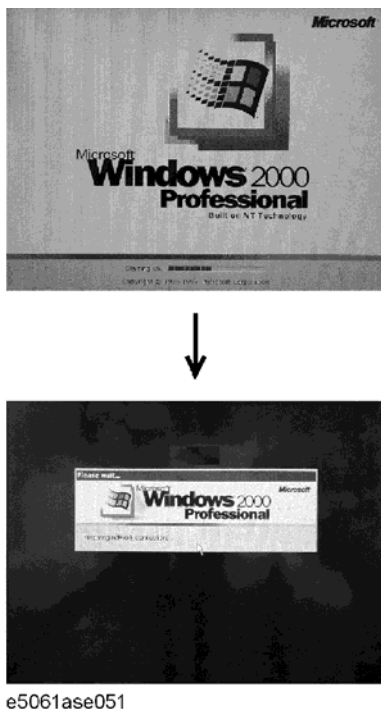 Microsoft
Microsoft
Windows 2000
Professional
Built on NT Technology
Starting up...
Please wait...
Microsoft
Microsoft
Windows 2000
Professional
e5061ase051